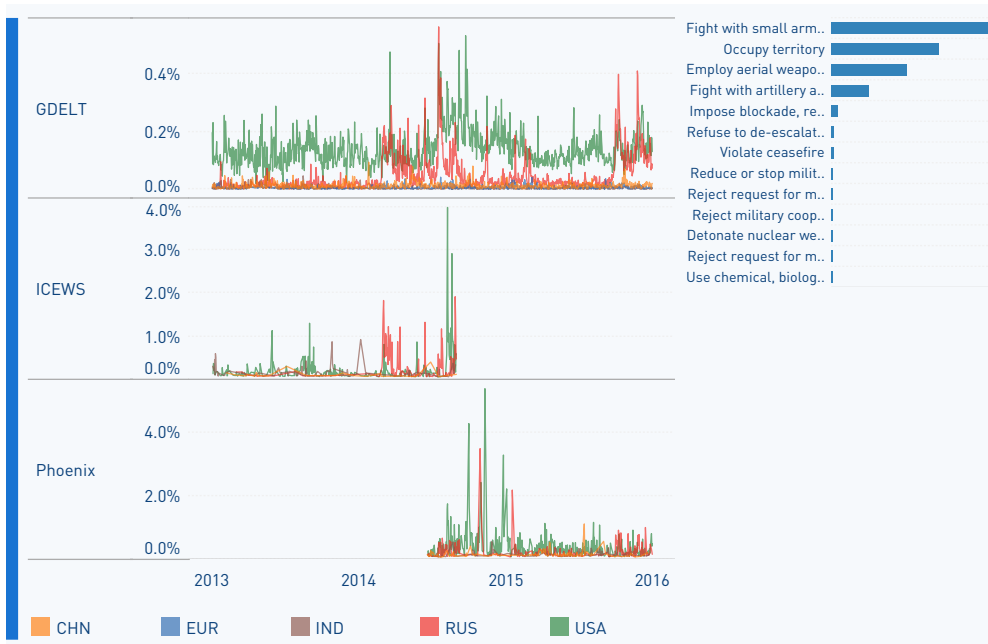 GDELT
0.4%
0.2%
0.0%
ICEWS
4.0%
3.0%
2.0%
1.0%
0.0%
Phoenix
4.0%
2.0%
0.0%
2013 2014 2015 2016
CHN EUR IND RUS USA
Fight with small arm..
Occupy territory
Employ aerial weapo..
Fight with artillery a..
Impose blockade, re..
Refuse to de-escalat..
Violate ceasefire
Reduce or stop milit..
Reject request for m..
Reject military coop..
Detonate nuclear we..
Reject request for m..
Use chemical, biolog..